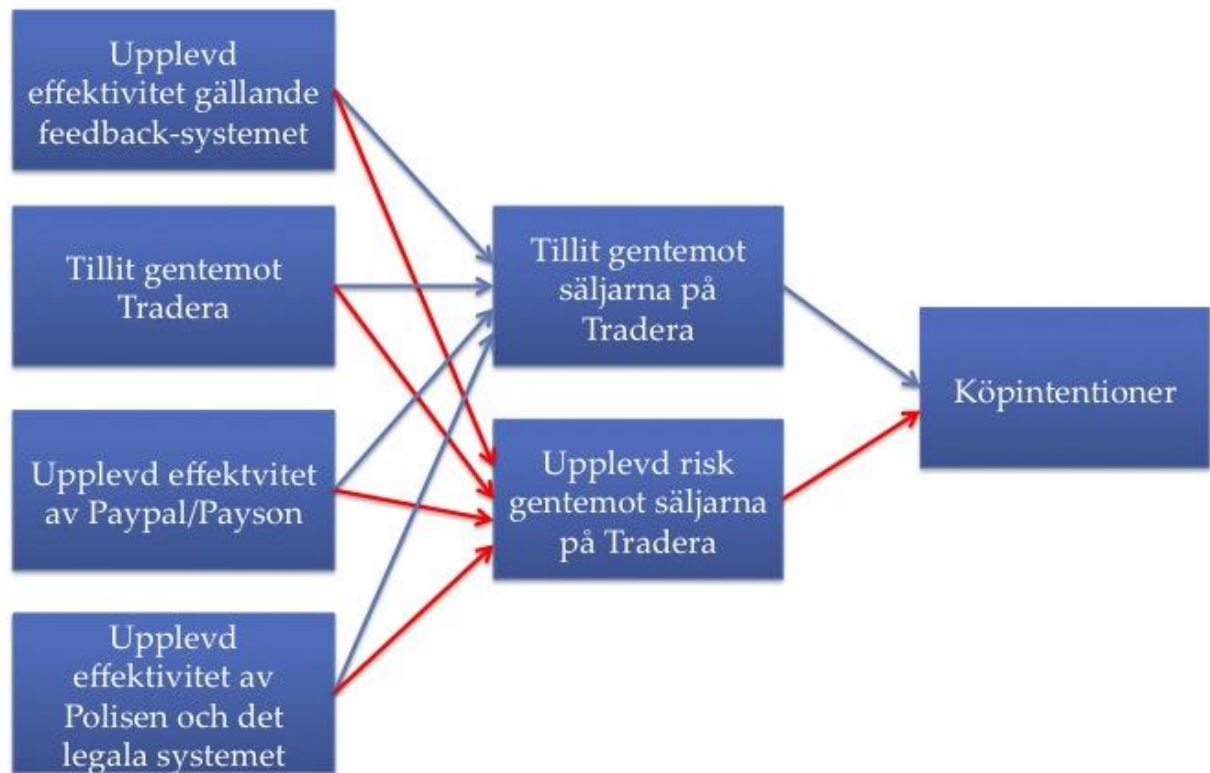 Upplevd
effektivitet gällande
feedback-systemet
Tillit gentemot
Tradera
Upplevd effektvitet
av Paypal/Payson
Upplevd
effektivitet av
Polisen och det
legala systemet
Tillit gentemot
säljarna på
Tradera
Upplevd risk
gentemot säljarna
på Tradera
Köpintentioner